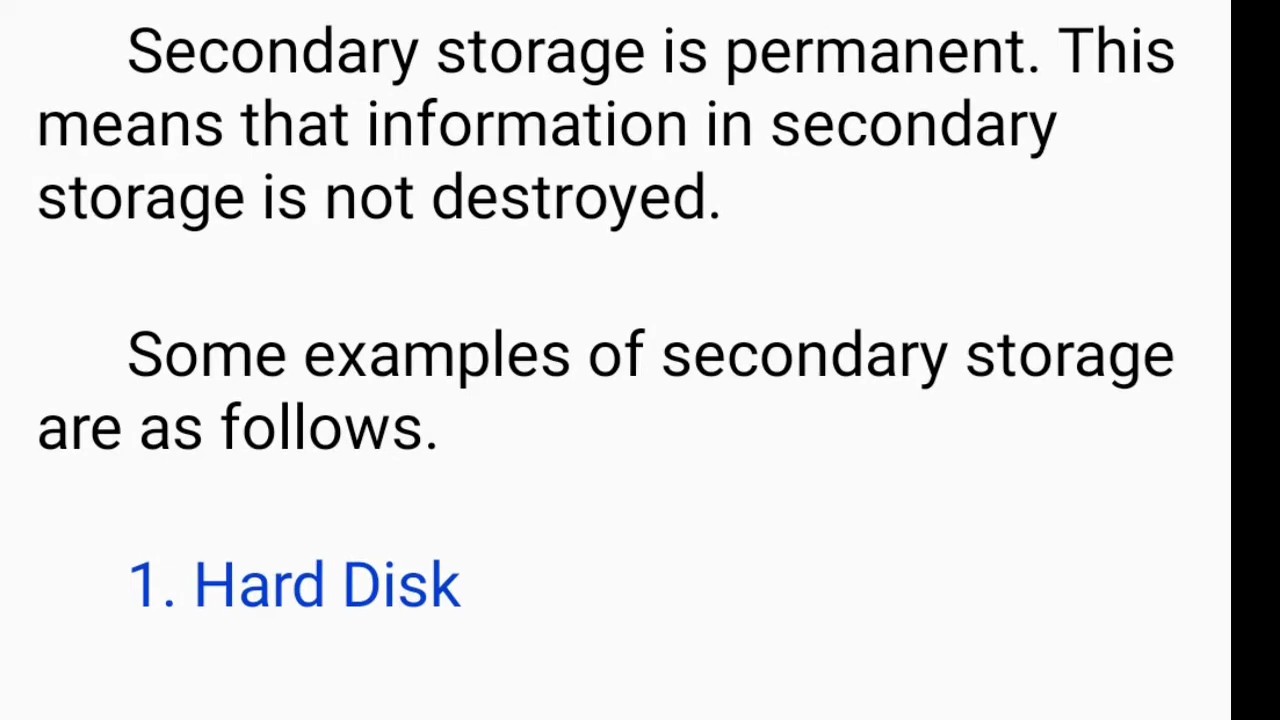 Secondary storage is permanent. This
means that information in secondary
storage is not destroyed.
Some examples of secondary storage
are as follows.
1. Hard Disk